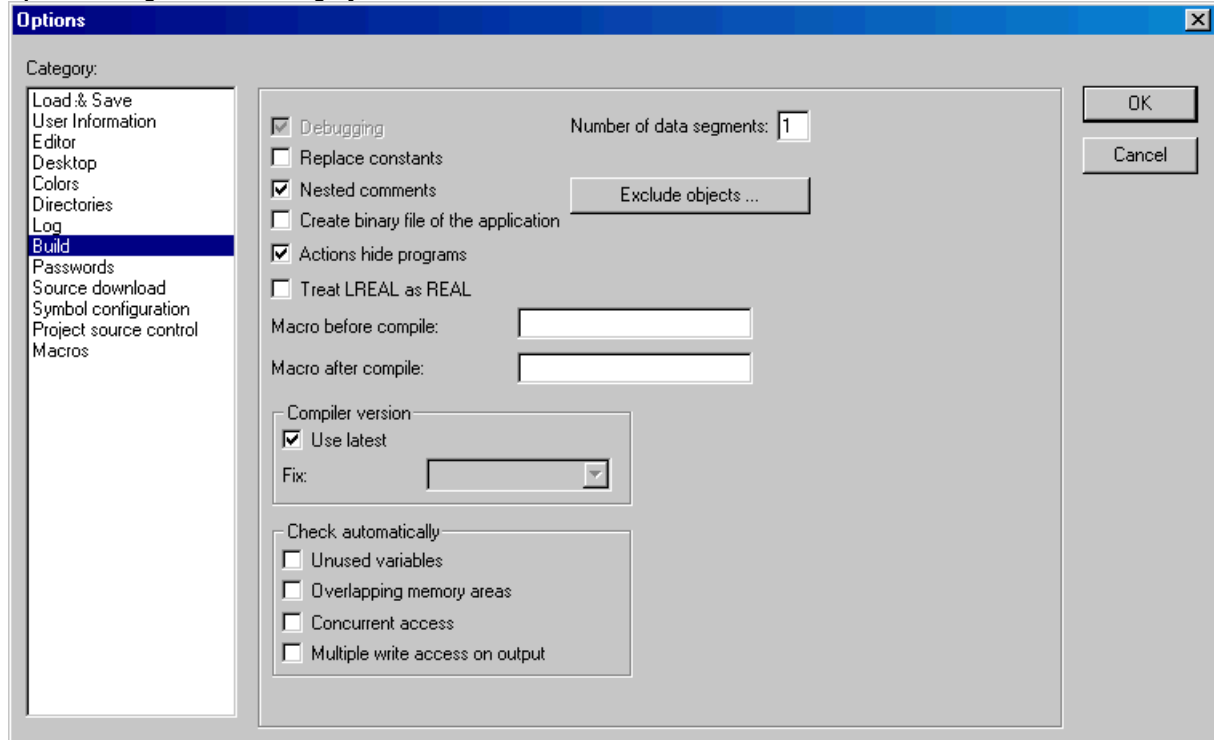 Options
Category:
Load & Save
User Information
Editor
Desktop
Colors
Directories
Log
Build
Passwords
Source download
Symbol configuration
Project source control
Macros
Debugging
Number of data segments: 1
Replace constants
Nested comments
Exclude objects ...
Create binary file of the application
Actions hide programs
Treat LREAL as REAL
Macro before compile:
Macro after compile:
Compiler version
Use latest
Fix:
Check automatically
Unused variables
Overlapping memory areas
Concurrent access
Multiple write access on output
OK
Cancel